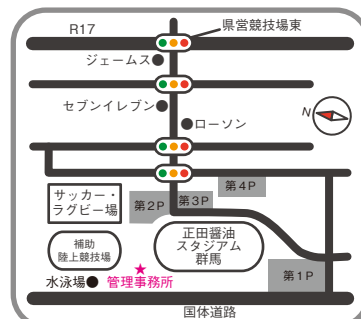 R17
県営競技場東
ジェームス
セブンイレブン
ローソン
N
第4P
サッカー・
ラグビー場
第2P
第3P
補助
陸上競技場
正田醤油
スタジアム
群馬
第1P
水泳場
管理事務所
国体道路